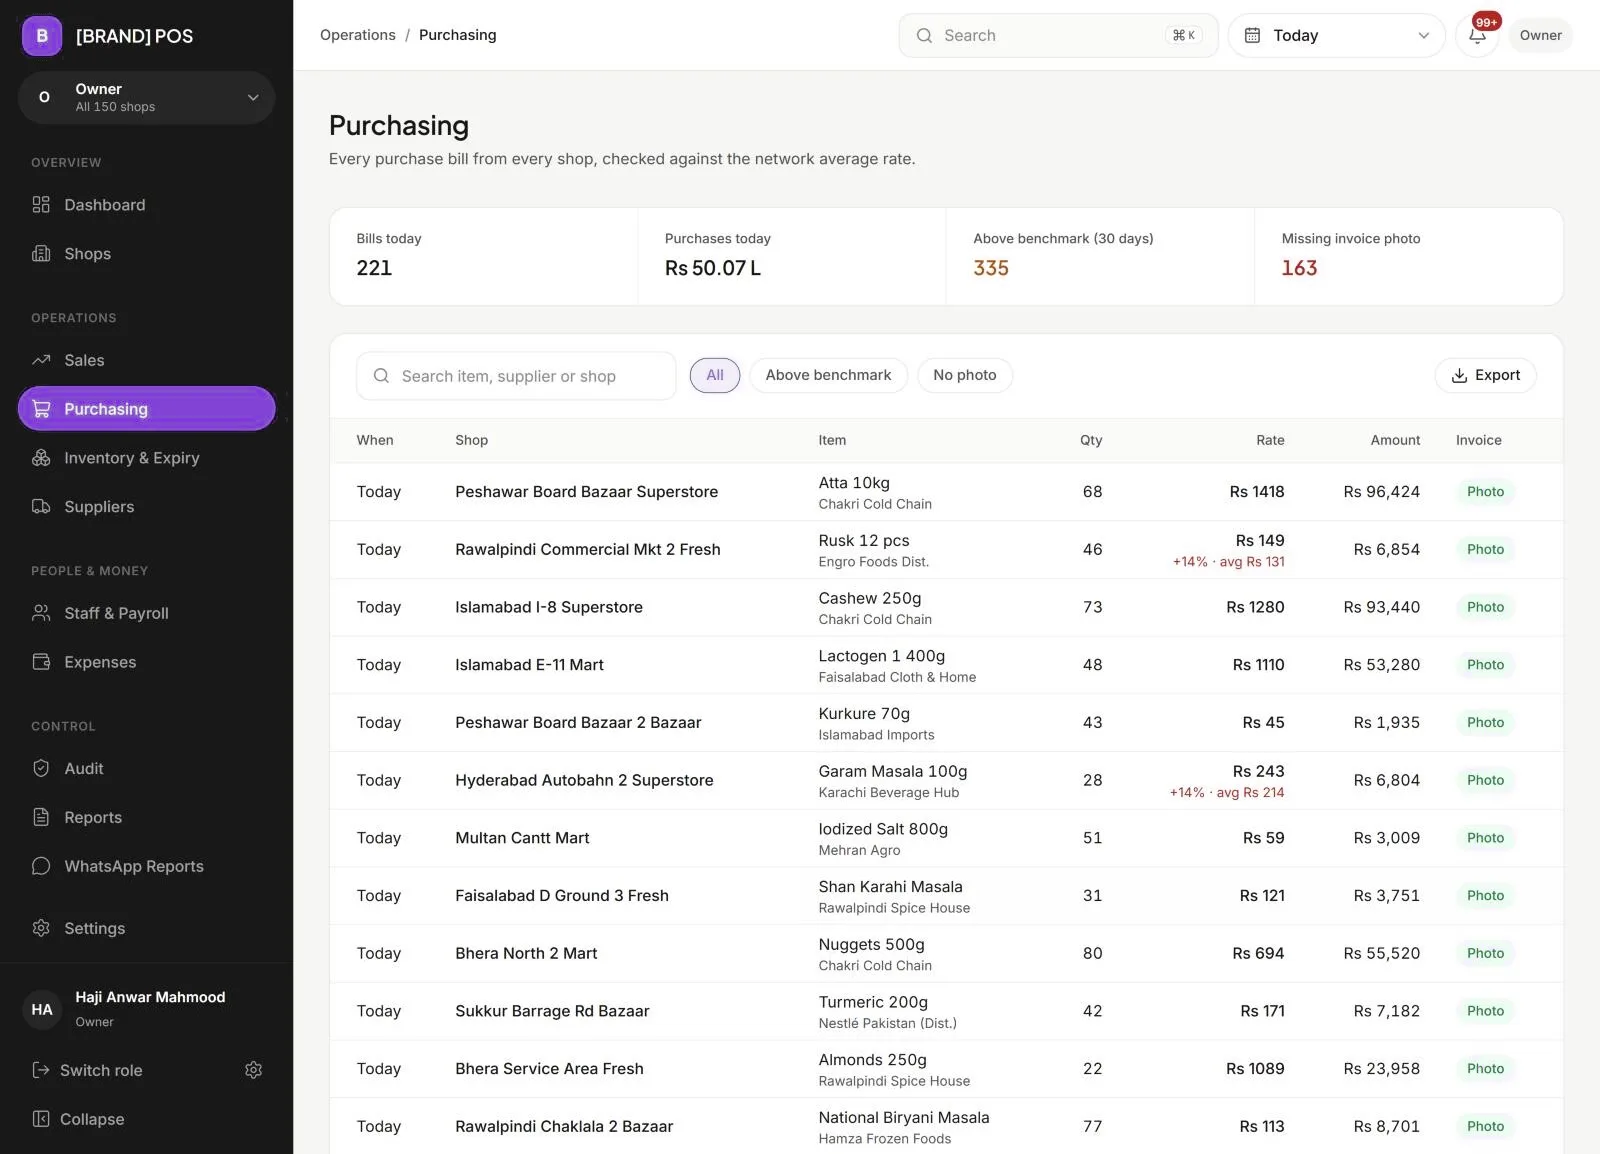 B [BRAND] POS
O Owner
All 150 shops
OVERVIEW
Dashboard
Shops
OPERATIONS
Sales
Purchasing
Inventory & Expiry
Suppliers
PEOPLE & MONEY
Staff & Payroll
Expenses
CONTROL
Audit
Reports
WhatsApp Reports
Settings
HA Haji Anwar Mahmood
Owner
Switch role
Collapse
Operations / Purchasing
Search ⌘ K
Today
99+
Owner
Purchasing
Every purchase bill from every shop, checked against the network average rate.
Bills today
221
Purchases today
Rs 50.07 L
Above benchmark (30 days)
335
Missing invoice photo
163
Search item, supplier or shop All Above benchmark No photo Export
When Shop Item Qty Rate Amount Invoice
Today Peshawar Board Bazaar Superstore Atta 10kg 68 Rs 1418 Rs 96,424 Photo
Chakri Cold Chain
Today Rawalpindi Commercial Mkt 2 Fresh Rusk 12 pcs 46 Rs 149 Rs 6,854 Photo
Engro Foods Dist. +14% · avg Rs 131
Today Islamabad I-8 Superstore Cashew 250g 73 Rs 1280 Rs 93,440 Photo
Chakri Cold Chain
Today Islamabad E-11 Mart Lactogen 1 400g 48 Rs 1110 Rs 53,280 Photo
Faisalabad Cloth & Home
Today Peshawar Board Bazaar 2 Bazaar Kurkure 70g 43 Rs 45 Rs 1,935 Photo
Islamabad Imports
Today Hyderabad Autobahn 2 Superstore Garam Masala 100g 28 Rs 243 Rs 6,804 Photo
Karachi Beverage Hub +14% · avg Rs 214
Today Multan Cantt Mart Iodized Salt 800g 51 Rs 59 Rs 3,009 Photo
Mehran Agro
Today Faisalabad D Ground 3 Fresh Shan Karahi Masala 31 Rs 121 Rs 3,751 Photo
Rawalpindi Spice House
Today Bhera North 2 Mart Nuggets 500g 80 Rs 694 Rs 55,520 Photo
Chakri Cold Chain
Today Sukkur Barrage Rd Bazaar Turmeric 200g 42 Rs 171 Rs 7,182 Photo
Nestlé Pakistan (Dist.)
Today Bhera Service Area Fresh Almonds 250g 22 Rs 1089 Rs 23,958 Photo
Rawalpindi Spice House
Today Rawalpindi Chaklala 2 Bazaar National Biryani Masala 77 Rs 113 Rs 8,701 Photo
Hamza Frozen Foods